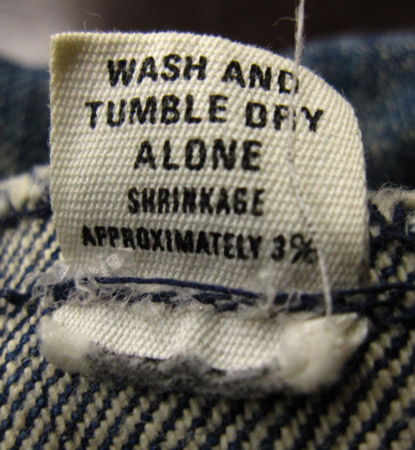 WASH AND
TUMBLE DRY
ALONE
SHRINKAGE
APPROXIMATELY 3%